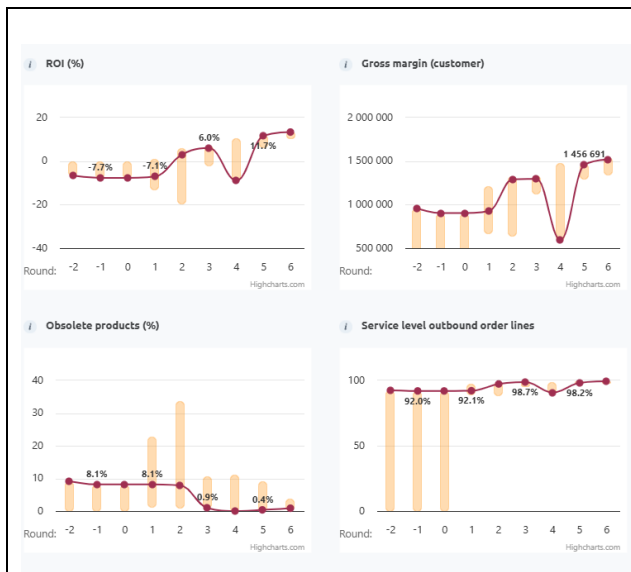 i ROI (%)
20
0
-20
-40
-7.7%
-7.1%
6.0%
11.7%
Round: -2 -1 0 1 2 3 4 5 6
Highcharts.com
i Gross margin (customer)
2 000 000
1 500 000
1 000 000
500 000
1 456 691
Round: -2 -1 0 1 2 3 4 5 6
Highcharts.com
i Obsolete products (%)
40
30
20
10
0
8.1%
8.1%
0.9%
0.4%
Round: -2 -1 0 1 2 3 4 5 6
Highcharts.com
i Service level outbound order lines
100
50
0
92.0%
92.1%
98.7%
98.2%
Round: -2 -1 0 1 2 3 4 5 6
Highcharts.com